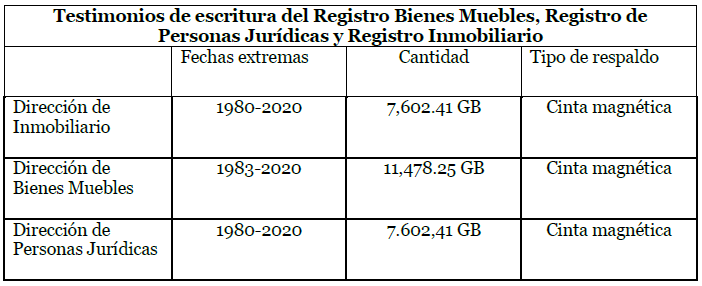 Testimonios de escritura del Registro Bienes Muebles, Registro de
Personas Jurídicas y Registro Inmobiliario
Fechas extremas Cantidad Tipo de respaldo
Dirección de 1980-2020 7,602.41 GB Cinta magnética
Inmobiliario
Dirección de 1983-2020 11,478.25 GB Cinta magnética
Bienes Muebles
Dirección de 1980-2020 7.602,41 GB Cinta magnética
Personas Jurídicas